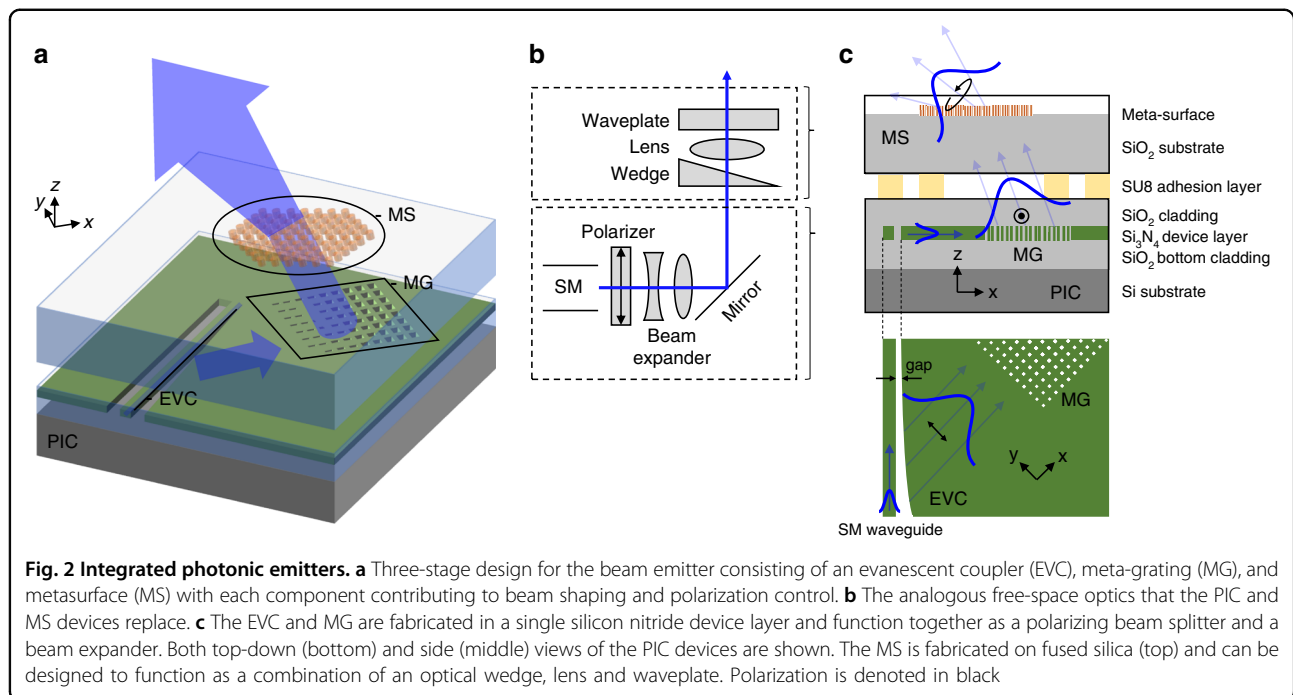 a
z
y
x
MS
MG
EVC
PIC
b
Waveplate
Lens
Wedge
Polarizer
SM
Mirror
Beam
expander
c
MS
Meta-surface
SiO2 substrate
SU8 adhesion layer
SiO2 cladding
Si3N4 device layer
SiO2 bottom cladding
Si substrate
MG
z
x
PIC
gap
MG
y
x
EVC
SM waveguide
Fig. 2 Integrated photonic emitters. a Three-stage design for the beam emitter consisting of an evanescent coupler (EVC), meta-grating (MG), and
metasurface (MS) with each component contributing to beam shaping and polarization control. b The analogous free-space optics that the PIC and
MS devices replace. c The EVC and MG are fabricated in a single silicon nitride device layer and function together as a polarizing beam splitter and a
beam expander. Both top-down (bottom) and side (middle) views of the PIC devices are shown. The MS is fabricated on fused silica (top) and can be
designed to function as a combination of an optical wedge, lens and waveplate. Polarization is denoted in black